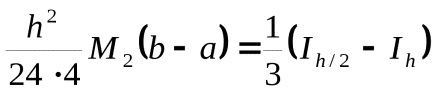 h²/(24·4) M₂(b − a) = 1/3 (I_{h/2} − I_h)